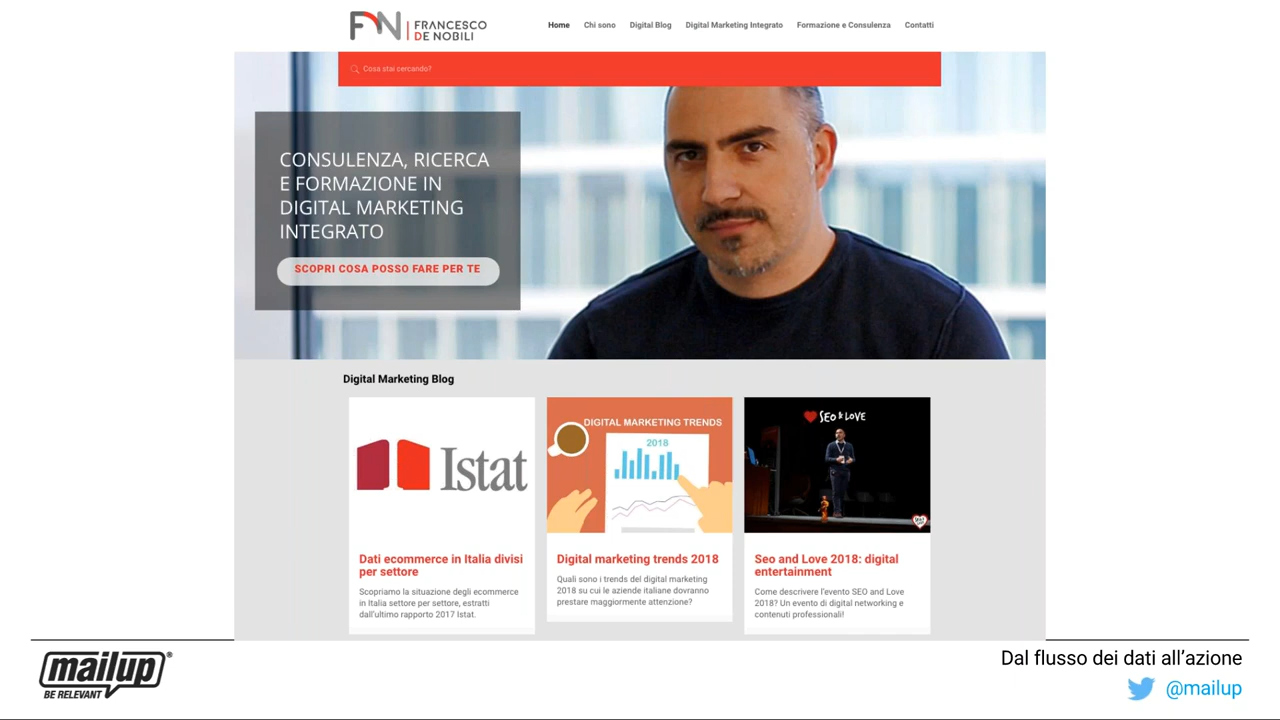 FN FRANCESCO
DE NOBILI
Home Chi sono Digital Blog Digital Marketing Integrato Formazione e Consulenza Contatti
Cosa stai cercando?
CONSULENZA, RICERCA
E FORMAZIONE IN
DIGITAL MARKETING
INTEGRATO
SCOPRI COSA POSSO FARE PER TE
Digital Marketing Blog
Istat
Dati ecommerce in Italia divisi
per settore
Scopriamo la situazione degli ecommerce
in Italia settore per settore, estratti
dall'ultimo rapporto 2017 Istat.
DIGITAL MARKETING TRENDS
2018
Digital marketing trends 2018
Quali sono i trends del digital marketing
2018 su cui le aziende italiane dovranno
prestare maggiormente attenzione?
SEO & LOVE
Seo and Love 2018: digital
entertainment
Come descrivere l'evento SEO and Love
2018? Un evento di digital networking e
contenuti professionali!
mailup®
BE RELEVANT
Dal flusso dei dati all'azione
@mailup